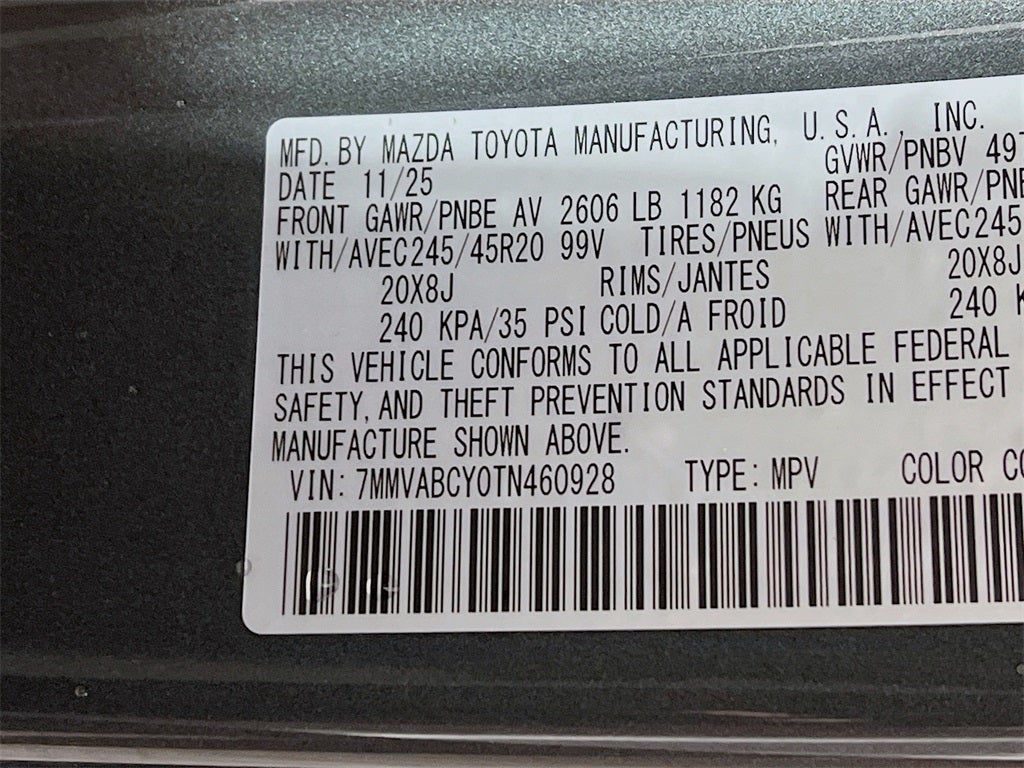 MFD. BY MAZDA TOYOTA MANUFACTURING, U.S.A., INC.
DATE 11/25 GVWR/PNBV
FRONT GAWR/PNBE AV 2606 LB 1182 KG REAR
WITH/AVEC245/45R20 99V TIRES/PNEUS WITH/AVEC245
20X8J RIMS/JANTES 20X8J
240 KPA/35 PSI COLD/A FROID 240
THIS VEHICLE CONFORMS TO ALL APPLICABLE FEDERAL
SAFETY, AND THEFT PREVENTION STANDARDS IN EFFECT
MANUFACTURE SHOWN ABOVE.
VIN: 7MMVABCY0TN460928 TYPE: MPV COLOR